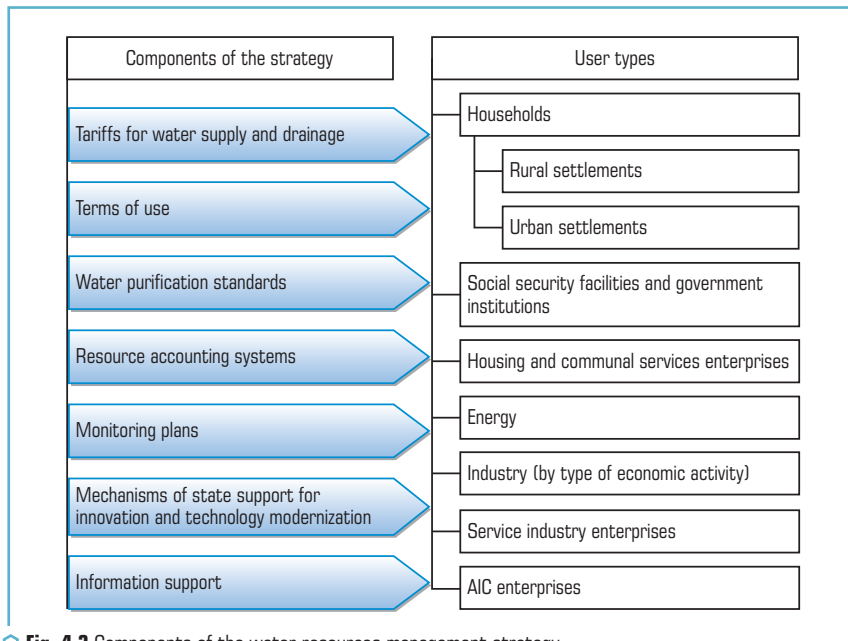 Components of the strategy
Tariffs for water supply and drainage
Terms of use
Water purification standards
Resource accounting systems
Monitoring plans
Mechanisms of state support for
innovation and technology modernization
Information support
User types
Households
Rural settlements
Urban settlements
Social security facilities and government
institutions
Housing and communal services enterprises
Energy
Industry (by type of economic activity)
Service industry enterprises
AIC enterprises
Fig. 4.2 Components of the water resources management strategy